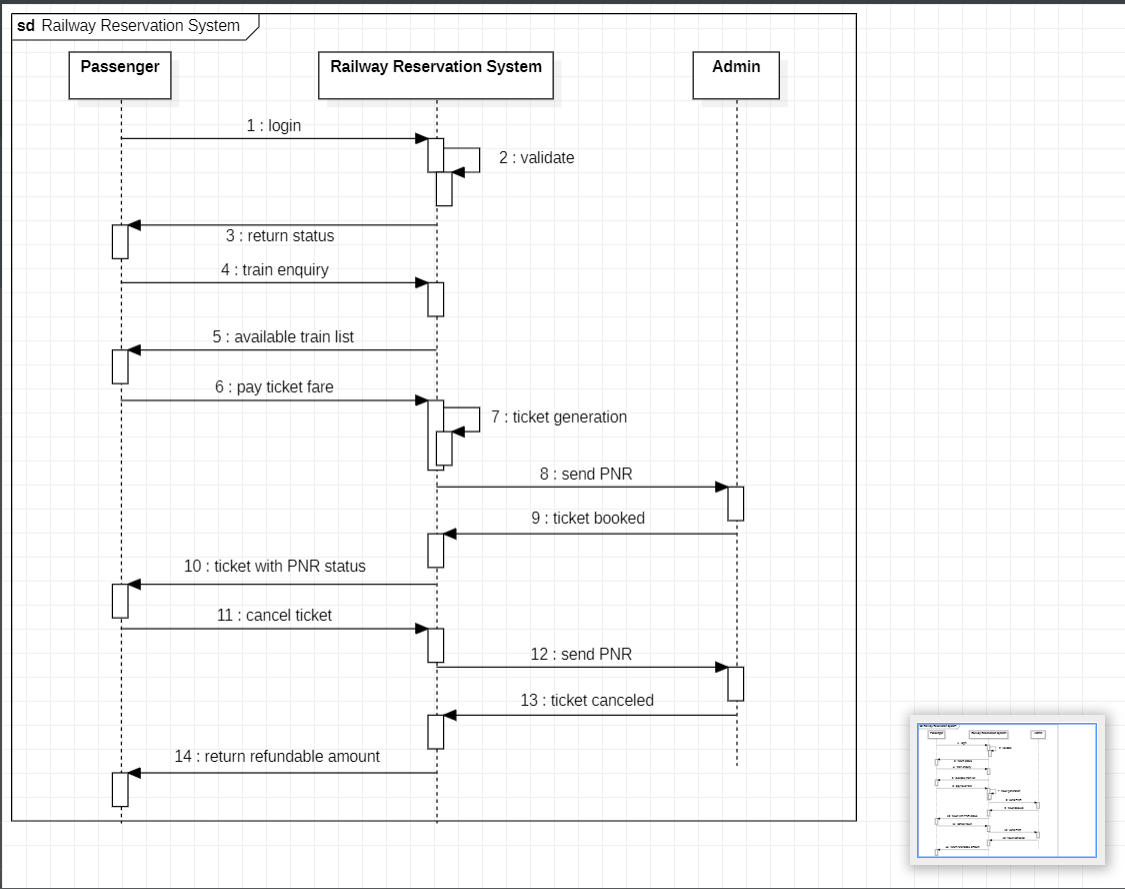 sd Railway Reservation System
Passenger
Railway Reservation System
Admin
1 : login
2 : validate
3 : return status
4 : train enquiry
5 : available train list
6 : pay ticket fare
7 : ticket generation
8 : send PNR
9 : ticket booked
10 : ticket with PNR status
11 : cancel ticket
12 : send PNR
13 : ticket canceled
14 : return refundable amount